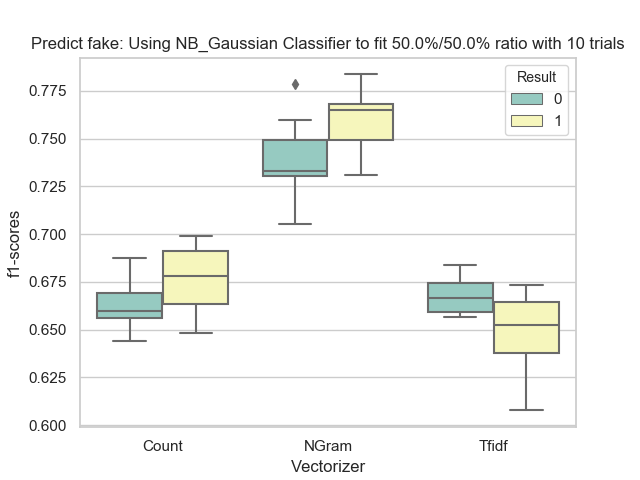 Predict fake: Using NB_Gaussian Classifier to fit 50.0%/50.0% ratio with 10 trials
Result
0
1
0.775
0.750
0.725
0.700
0.675
0.650
0.625
0.600
f1-scores
Count NGram Tfidf
Vectorizer